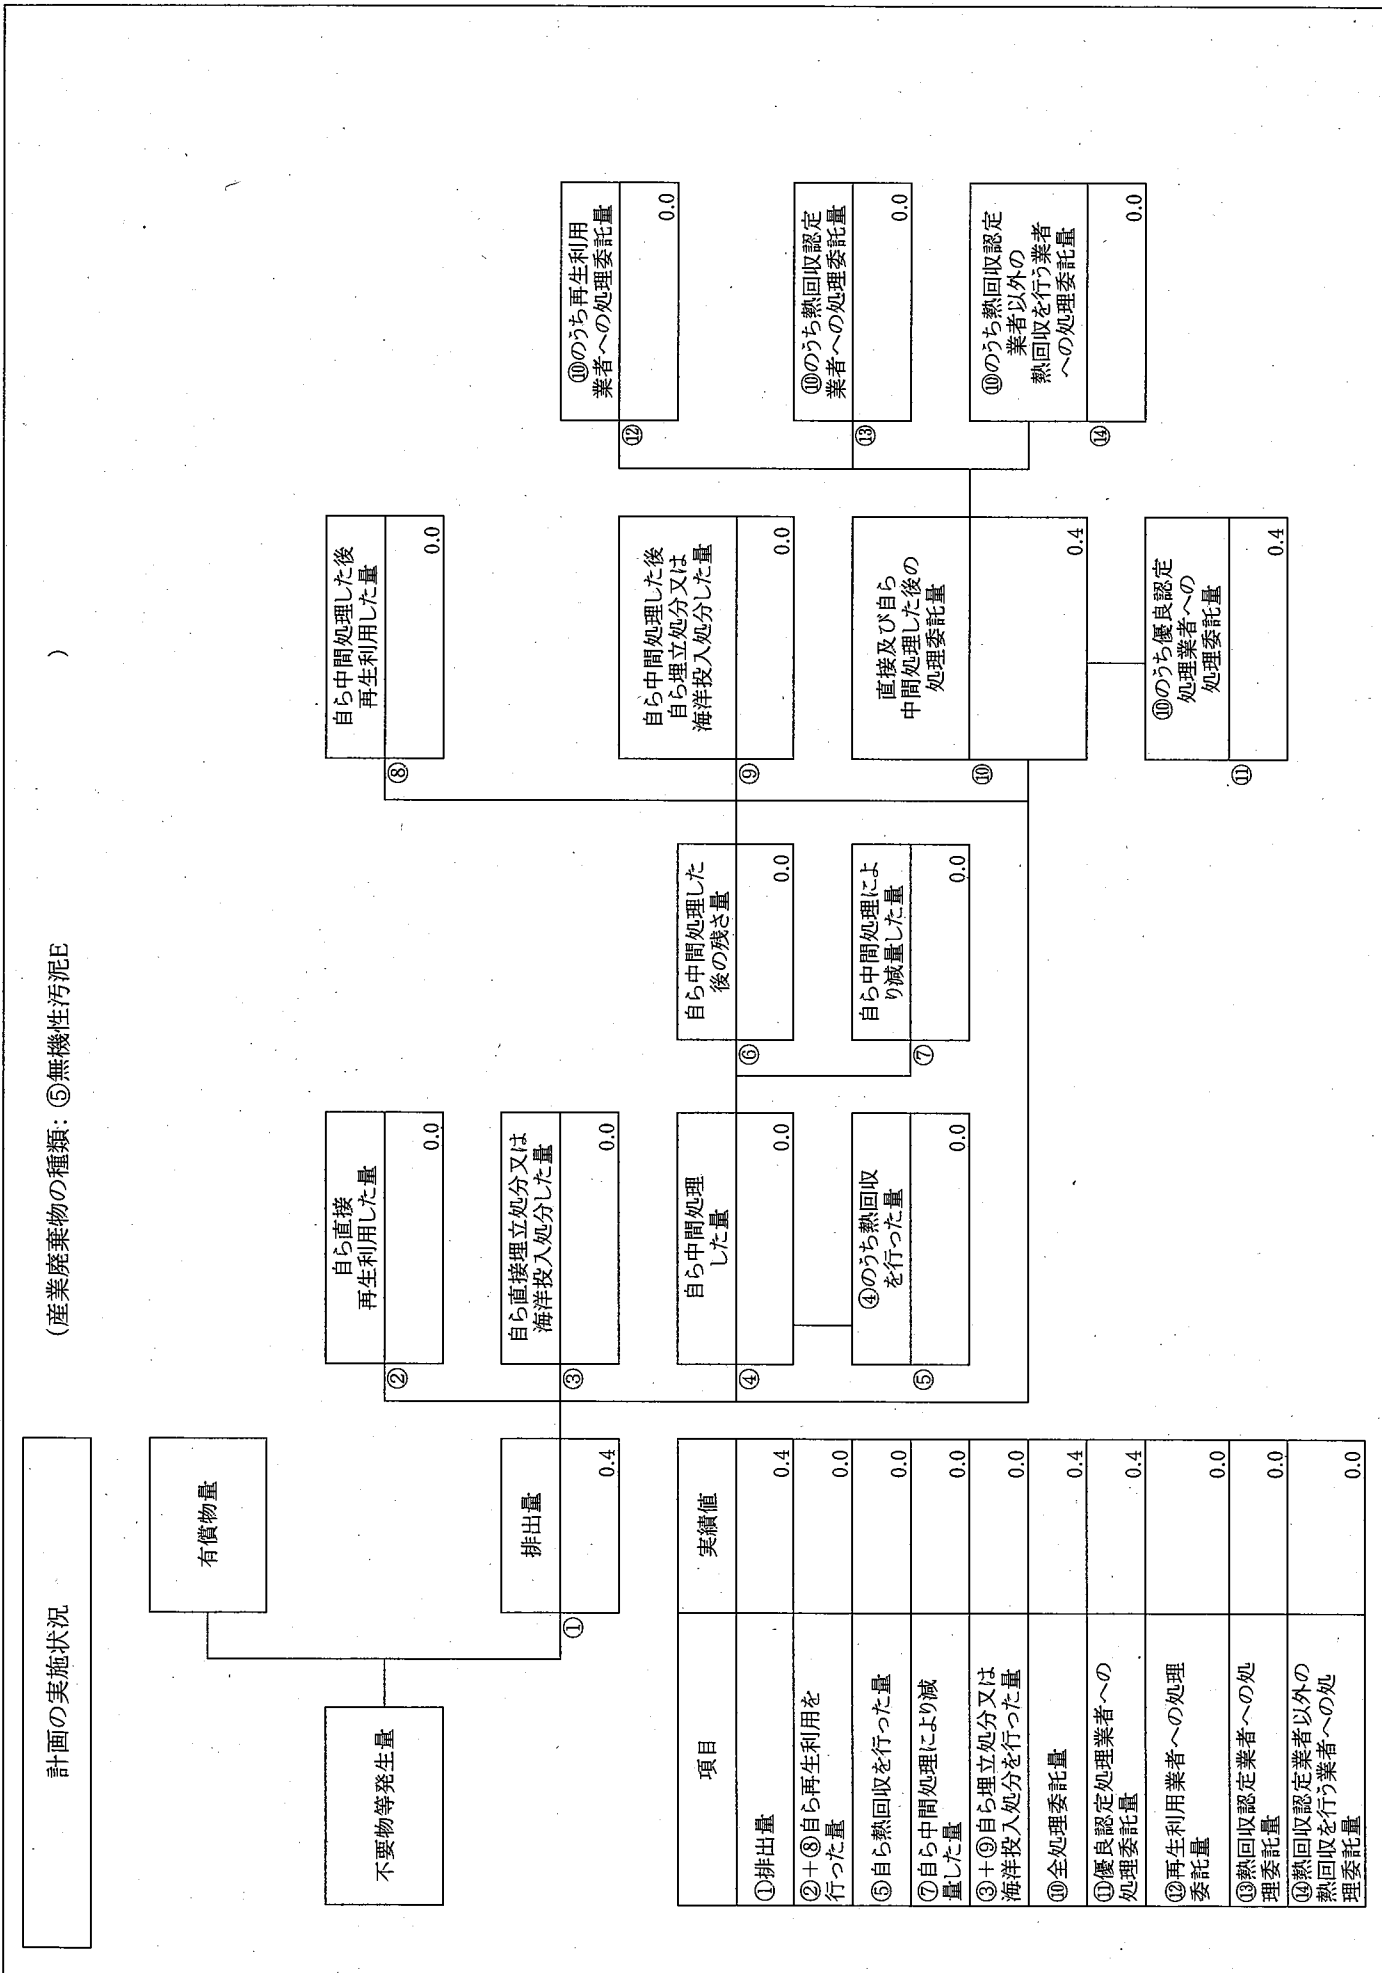 計画の実施状況
(産業廃棄物の種類：⑤無機性汚泥E
)
不要物等発生量
有償物量
排出量
①
0.4
自ら直接
再生利用した量
②
0.0
自ら直接埋立処分又は
海洋投入処分した量
③
0.0
自ら中間処理
した量
④
0.0
④のうち熱回収
を行った量
⑤
0.0
自ら中間処理した
後の残さ量
⑥
0.0
自ら中間処理によ
り減量した量
⑦
0.0
自ら中間処理した後
再生利用した量
⑧
0.0
自ら中間処理した後
自ら埋立処分又は
海洋投入処分した量
⑨
0.0
直接及び自ら
中間処理した後の
処理委託量
⑩
0.4
⑩のうち優良認定
処理業者への
処理委託量
⑪
0.4
⑩のうち再生利用
業者への処理委託量
⑫
0.0
⑩のうち熱回収認定
業者への処理委託量
⑬
0.0
⑩のうち熱回収認定
業者以外の
熱回収を行う業者
への処理委託量
⑭
0.0
項目 実績値
①排出量 0.4
②＋⑧自ら再生利用を
行った量 0.0
⑤自ら熱回収を行った量 0.0
⑦自ら中間処理により減
量した量 0.0
③＋⑨自ら埋立処分又は
海洋投入処分を行った量 0.0
⑩全処理委託量 0.4
⑪優良認定処理業者への
処理委託量 0.4
⑫再生利用業者への処理
委託量 0.0
⑬熱回収認定業者への処
理委託量 0.0
⑭熱回収認定業者以外の
熱回収を行う業者への処
理委託量 0.0